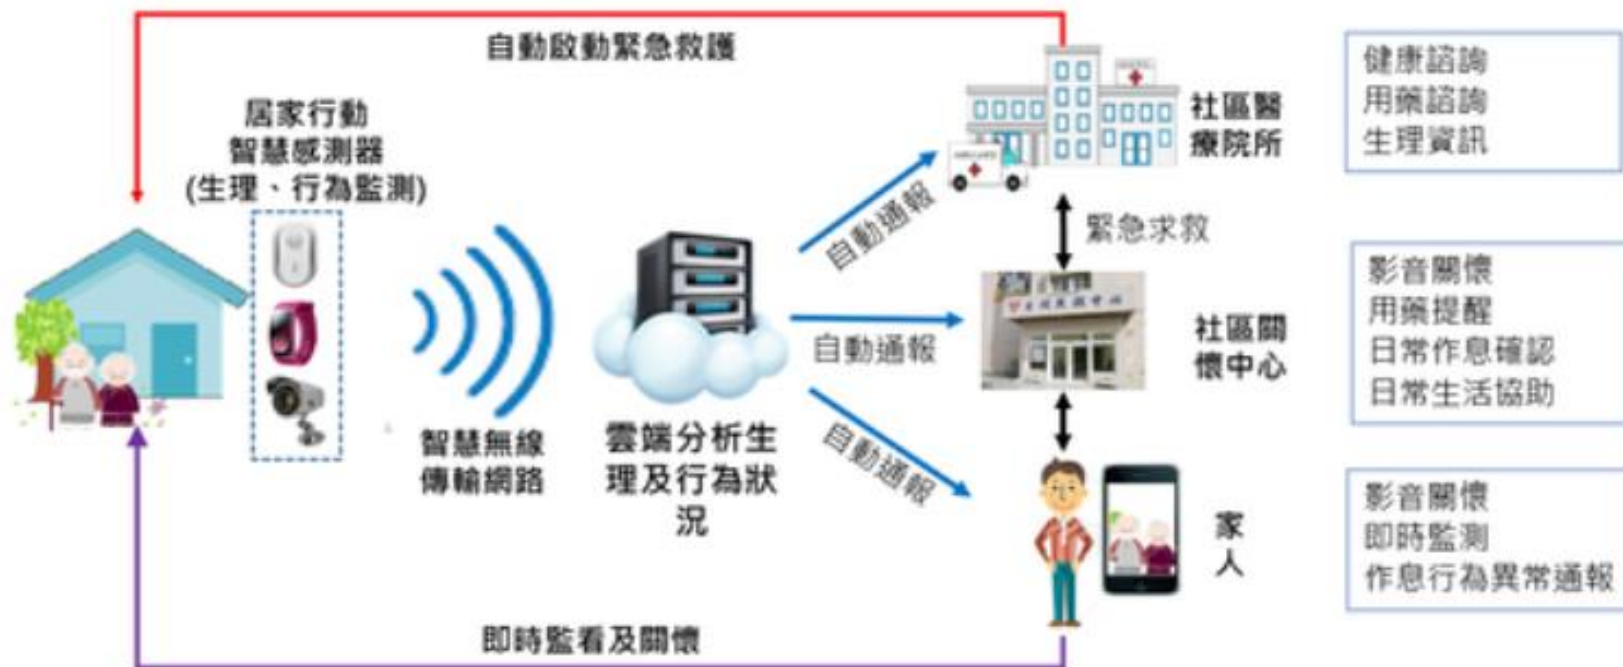 自動啟動緊急救護
居家行動
智慧感測器
(生理、行為監測)
智慧無線
傳輸網路
雲端分析生
理及行為狀
況
自動通報
自動通報
自動通報
社區醫
療院所
緊急求救
社區關
懷中心
家
人
即時監看及關懷
健康諮詢
用藥諮詢
生理資訊
影音關懷
用藥提醒
日常作息確認
日常生活協助
影音關懷
即時監測
作息行為異常通報